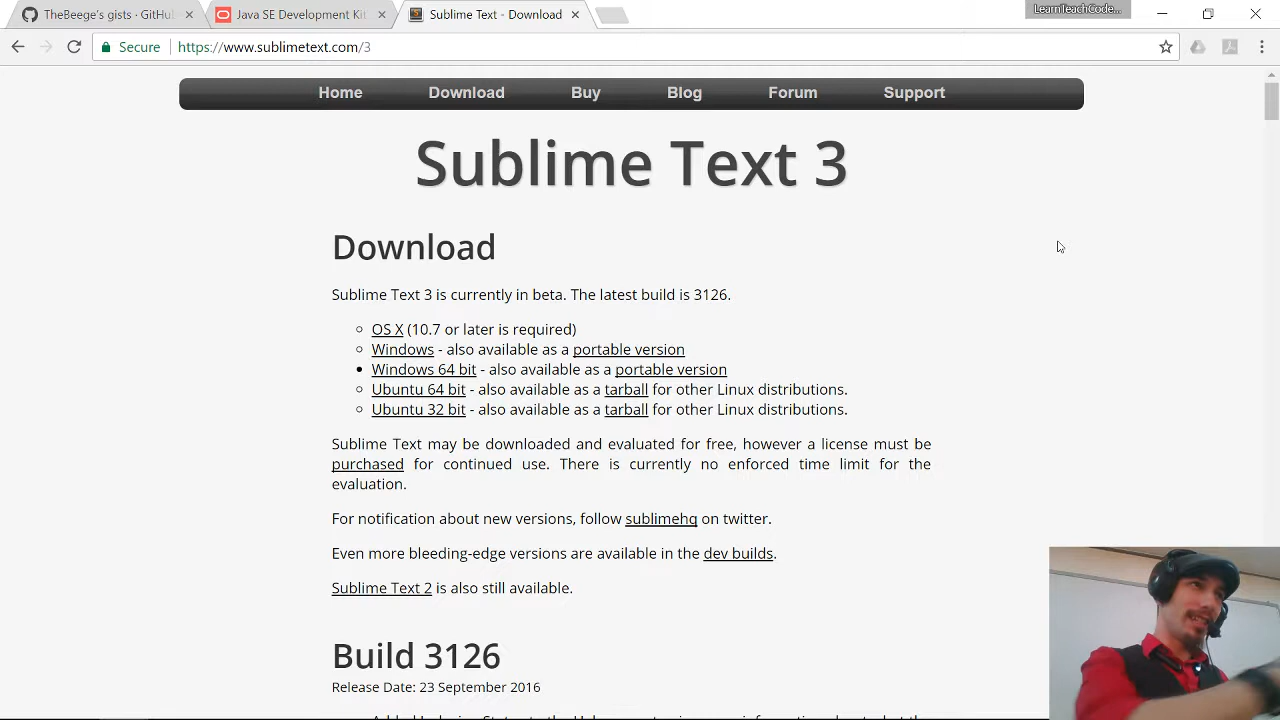 TheBeege's gists · GitHub
Java SE Development Kit
Sublime Text - Download
LearnTeachCode...
Secure
https://www.sublimetext.com/3
Home
Download
Buy
Blog
Forum
Support
Sublime Text 3
Download
Sublime Text 3 is currently in beta. The latest build is 3126.
OS X (10.7 or later is required)
Windows - also available as a portable version
Windows 64 bit - also available as a portable version
Ubuntu 64 bit - also available as a tarball for other Linux distributions.
Ubuntu 32 bit - also available as a tarball for other Linux distributions.
Sublime Text may be downloaded and evaluated for free, however a license must be
purchased for continued use. There is currently no enforced time limit for the
evaluation.
For notification about new versions, follow sublimehq on twitter.
Even more bleeding-edge versions are available in the dev builds.
Sublime Text 2 is also still available.
Build 3126
Release Date: 23 September 2016